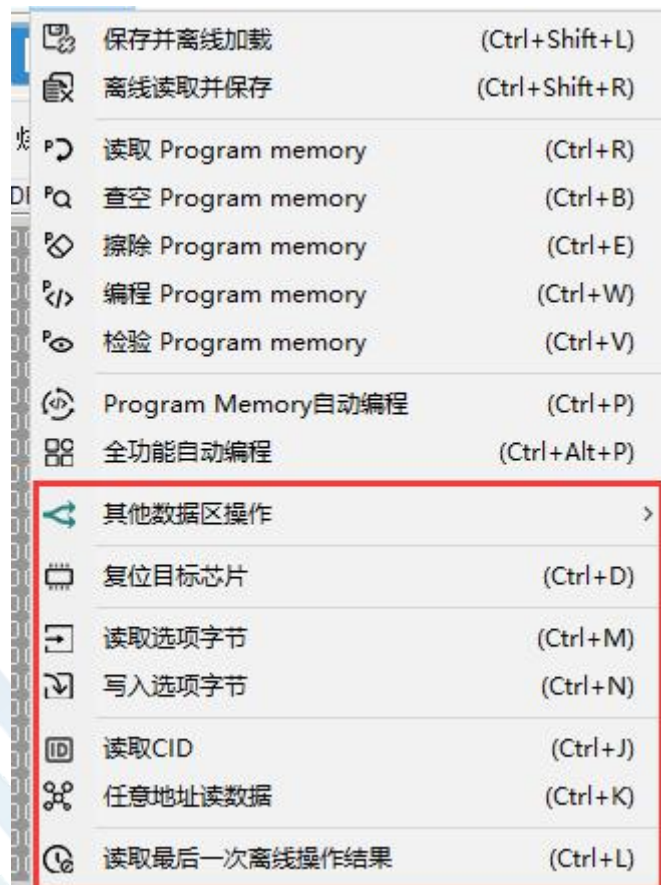 保存并离线加载 (Ctrl+Shift+L)
离线读取并保存 (Ctrl+Shift+R)
读取 Program memory (Ctrl+R)
查空 Program memory (Ctrl+B)
擦除 Program memory (Ctrl+E)
编程 Program memory (Ctrl+W)
检验 Program memory (Ctrl+V)
Program Memory自动编程 (Ctrl+P)
全功能自动编程 (Ctrl+Alt+P)
其他数据区操作
复位目标芯片 (Ctrl+D)
读取选项字节 (Ctrl+M)
写入选项字节 (Ctrl+N)
读取CID (Ctrl+J)
任意地址读数据 (Ctrl+K)
读取最后一次离线操作结果 (Ctrl+L)